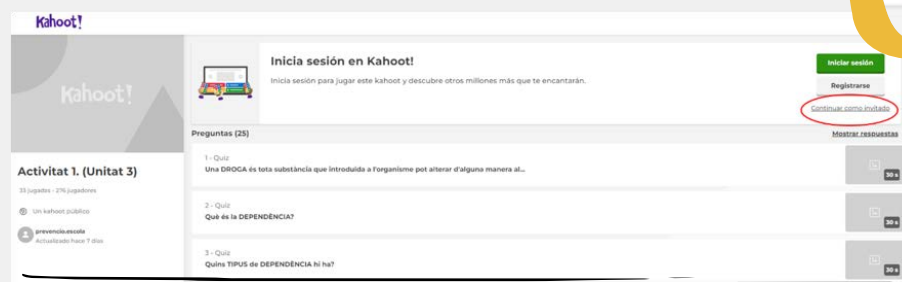 Kahoot!
Kahoot!
Inicia sesión en Kahoot!
Inicia sesión para jugar este kahoot y descubre otros millones más que te encantarán.
Iniciar sesión
Registrarse
Continuar como invitado
Preguntas (25)
Mostrar respuestas
Activitat 1. (Unitat 3)
33 jugadas · 276 jugadores
Un kahoot público
prevencio.escala
Actualizado hace 7 días
1 - Quiz
Una DROGA és tota substància que introduïda a l'organisme pot alterar d'alguna manera al...
30 s
2 - Quiz
Què és la DEPENDÈNCIA?
30 s
3 - Quiz
Quins TIPUS de DEPENDÈNCIA hi ha?
30 s